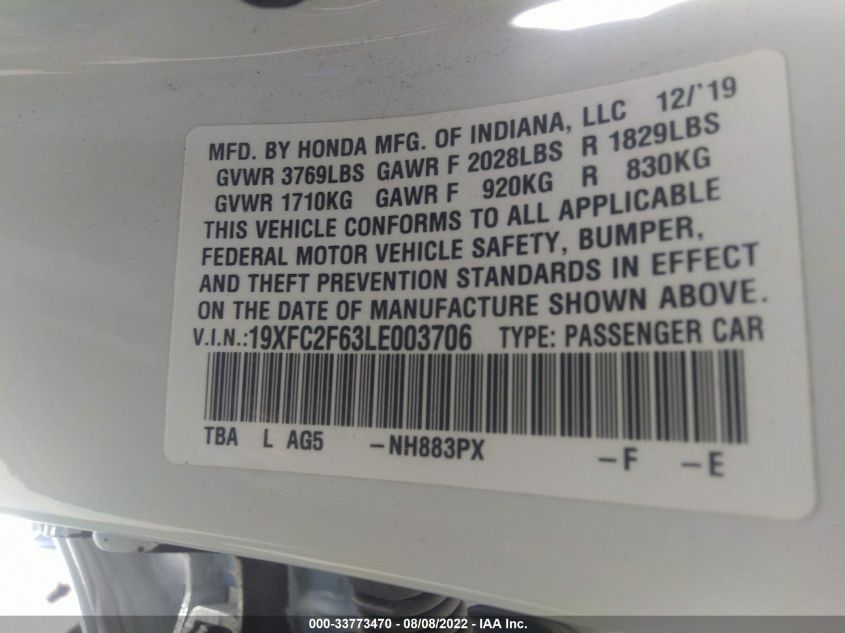 MFD. BY HONDA MFG. OF INDIANA, LLC 12/'19
GVWR 3769LBS GAWR F 2028LBS R 1829LBS
GVWR 1710KG GAWR F 920KG R 830KG
THIS VEHICLE CONFORMS TO ALL APPLICABLE
FEDERAL MOTOR VEHICLE SAFETY, BUMPER,
AND THEFT PREVENTION STANDARDS IN EFFECT
ON THE DATE OF MANUFACTURE SHOWN ABOVE.
V.I.N.:19XFC2F63LE003706 TYPE: PASSENGER CAR
TBA L AG5 -NH883PX -F -E
000-33773470 - 08/08/2022 - IAA Inc.